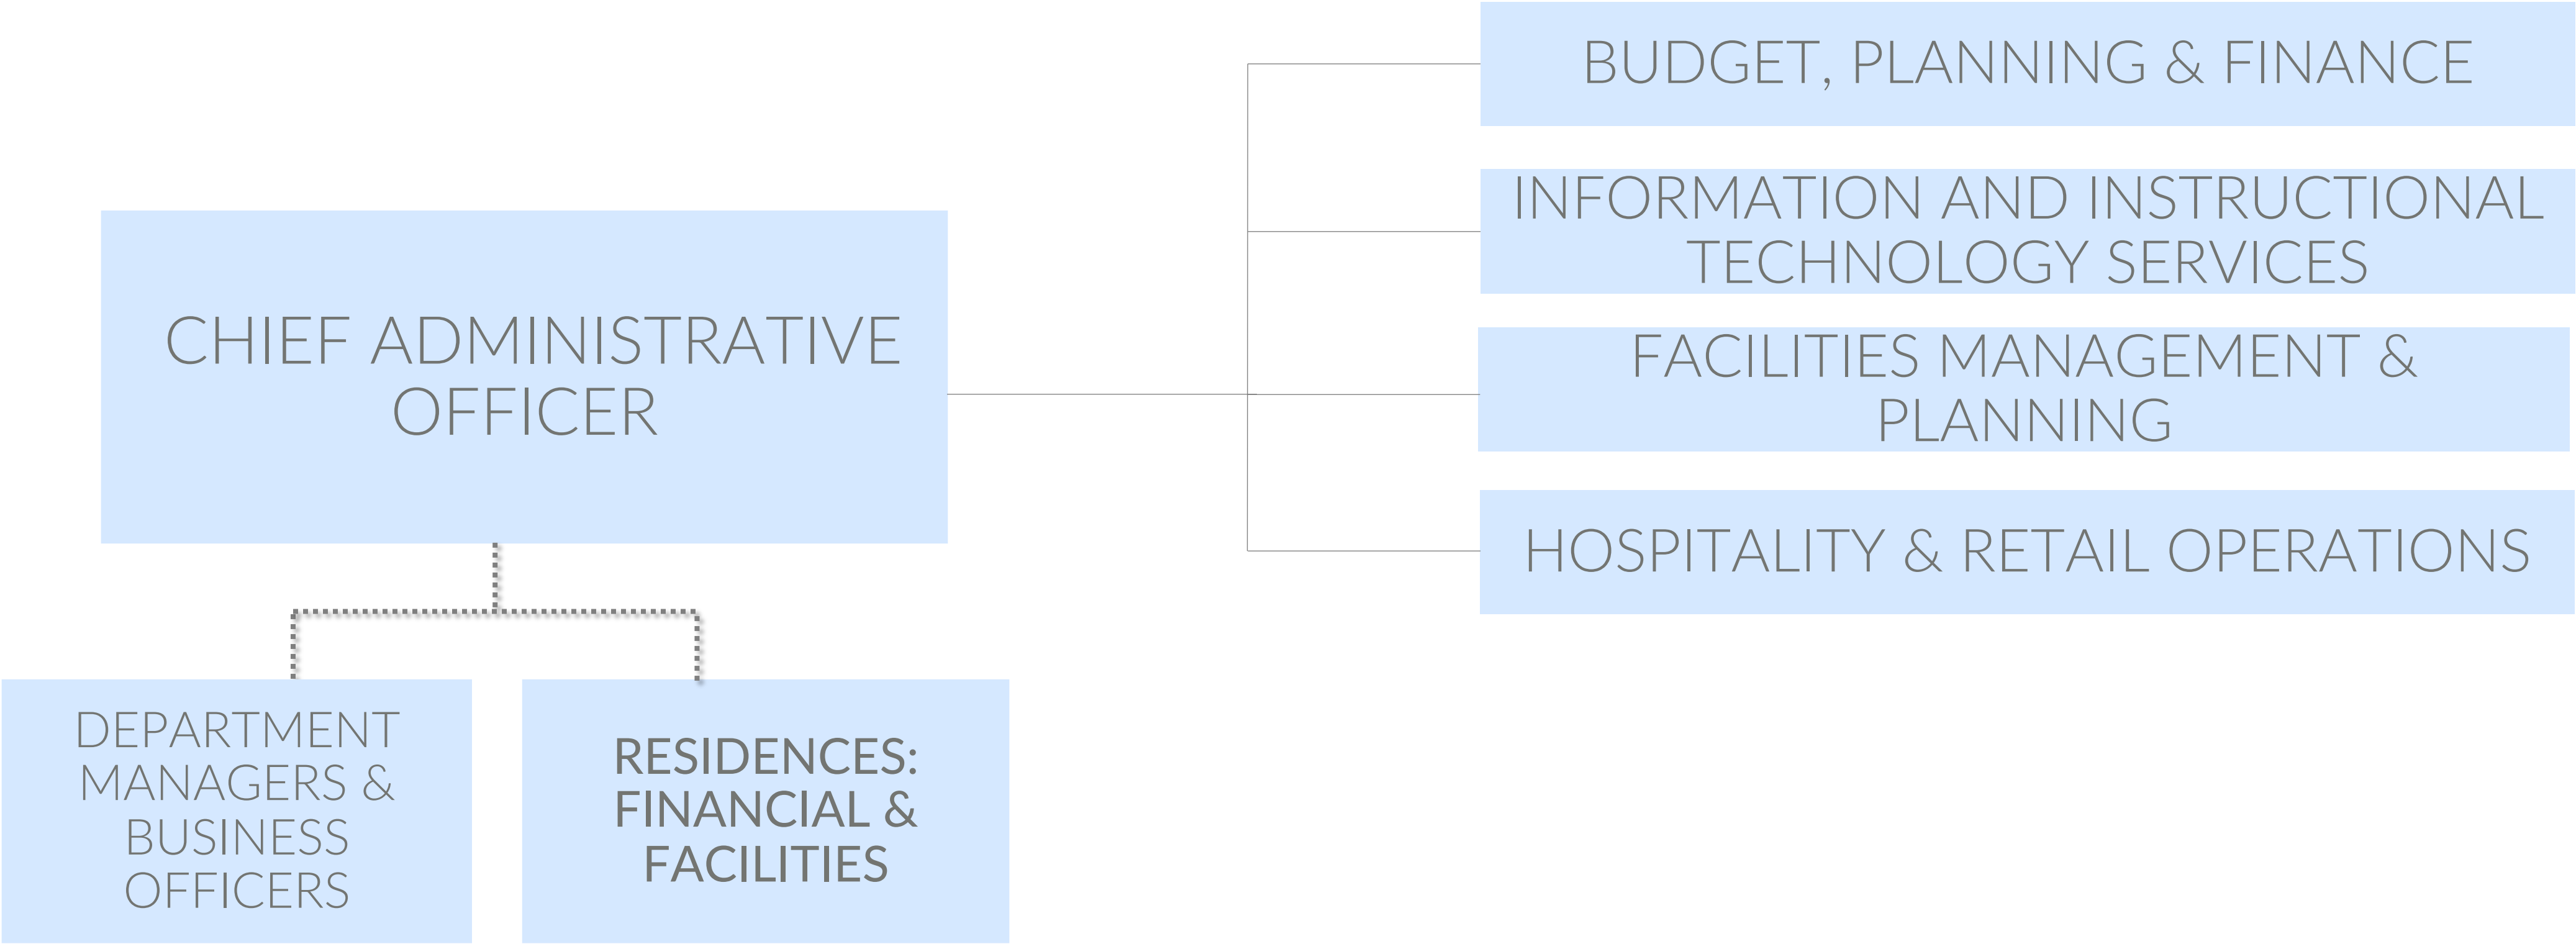 BUDGET, PLANNING & FINANCE
INFORMATION AND INSTRUCTIONAL
TECHNOLOGY SERVICES
CHIEF ADMINISTRATIVE
OFFICER
FACILITIES MANAGEMENT &
PLANNING
HOSPITALITY & RETAIL OPERATIONS
DEPARTMENT
MANAGERS &
BUSINESS
OFFICERS
RESIDENCES:
FINANCIAL &
FACILITIES